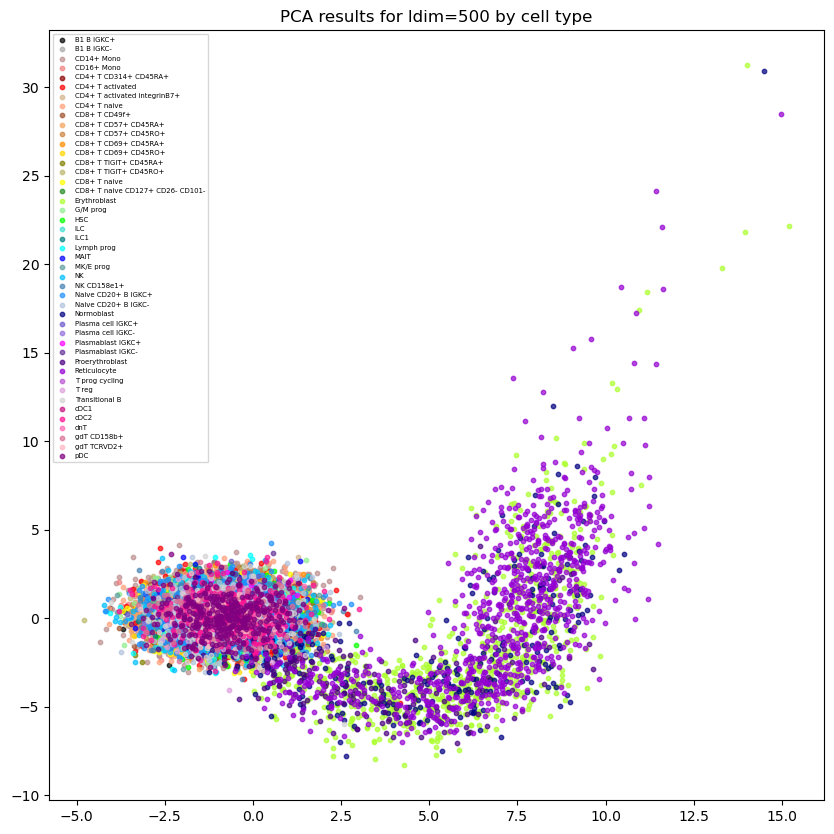 PCA results for ldim=500 by cell type
B1 B IGKC+
B1 B IGKC-
CD14+ Mono
CD16+ Mono
CD4+ T CD314+ CD45RA+
CD4+ T activated
CD4+ T activated integrinB7+
CD4+ T naive
CD8+ T CD49f+
CD8+ T CD57+ CD45RA+
CD8+ T CD57+ CD45RO+
CD8+ T CD69+ CD45RA+
CD8+ T CD69+ CD45RO+
CD8+ T TIGIT+ CD45RA+
CD8+ T TIGIT+ CD45RO+
CD8+ T naive
CD8+ T naive CD127+ CD26- CD101-
Erythroblast
G/M prog
HSC
ILC
ILC1
Lymph prog
MAIT
MK/E prog
NK
NK CD158e1+
Naive CD20+ B IGKC+
Naive CD20+ B IGKC-
Normoblast
Plasma cell IGKC+
Plasma cell IGKC-
Plasmablast IGKC+
Plasmablast IGKC-
Proerythroblast
Reticulocyte
T prog cycling
T reg
Transitional B
cDC1
cDC2
dnT
gdT CD158b+
gdT TCRVD2+
pDC
30
25
20
15
10
5
0
−5
−10
−5.0 −2.5 0.0 2.5 5.0 7.5 10.0 12.5 15.0